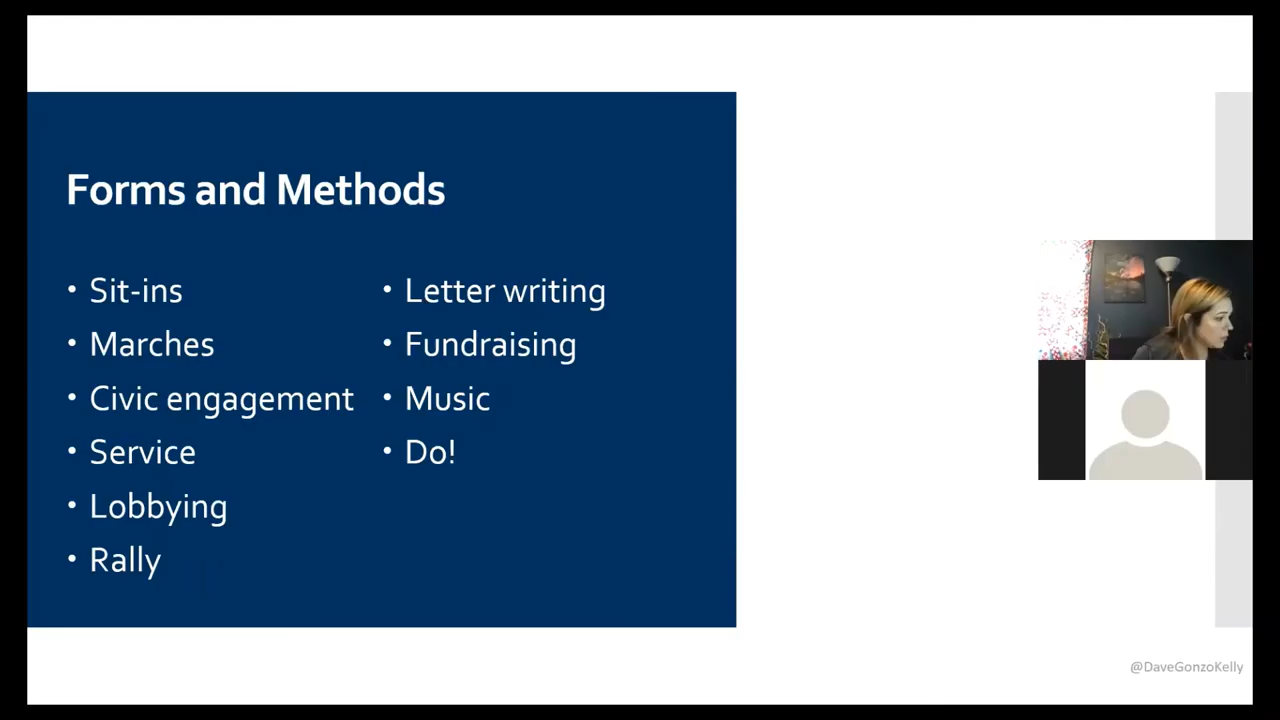 Forms and Methods
• Sit-ins
• Marches
• Civic engagement
• Service
• Lobbying
• Rally
• Letter writing
• Fundraising
• Music
• Do!
@DaveGonzoKelly